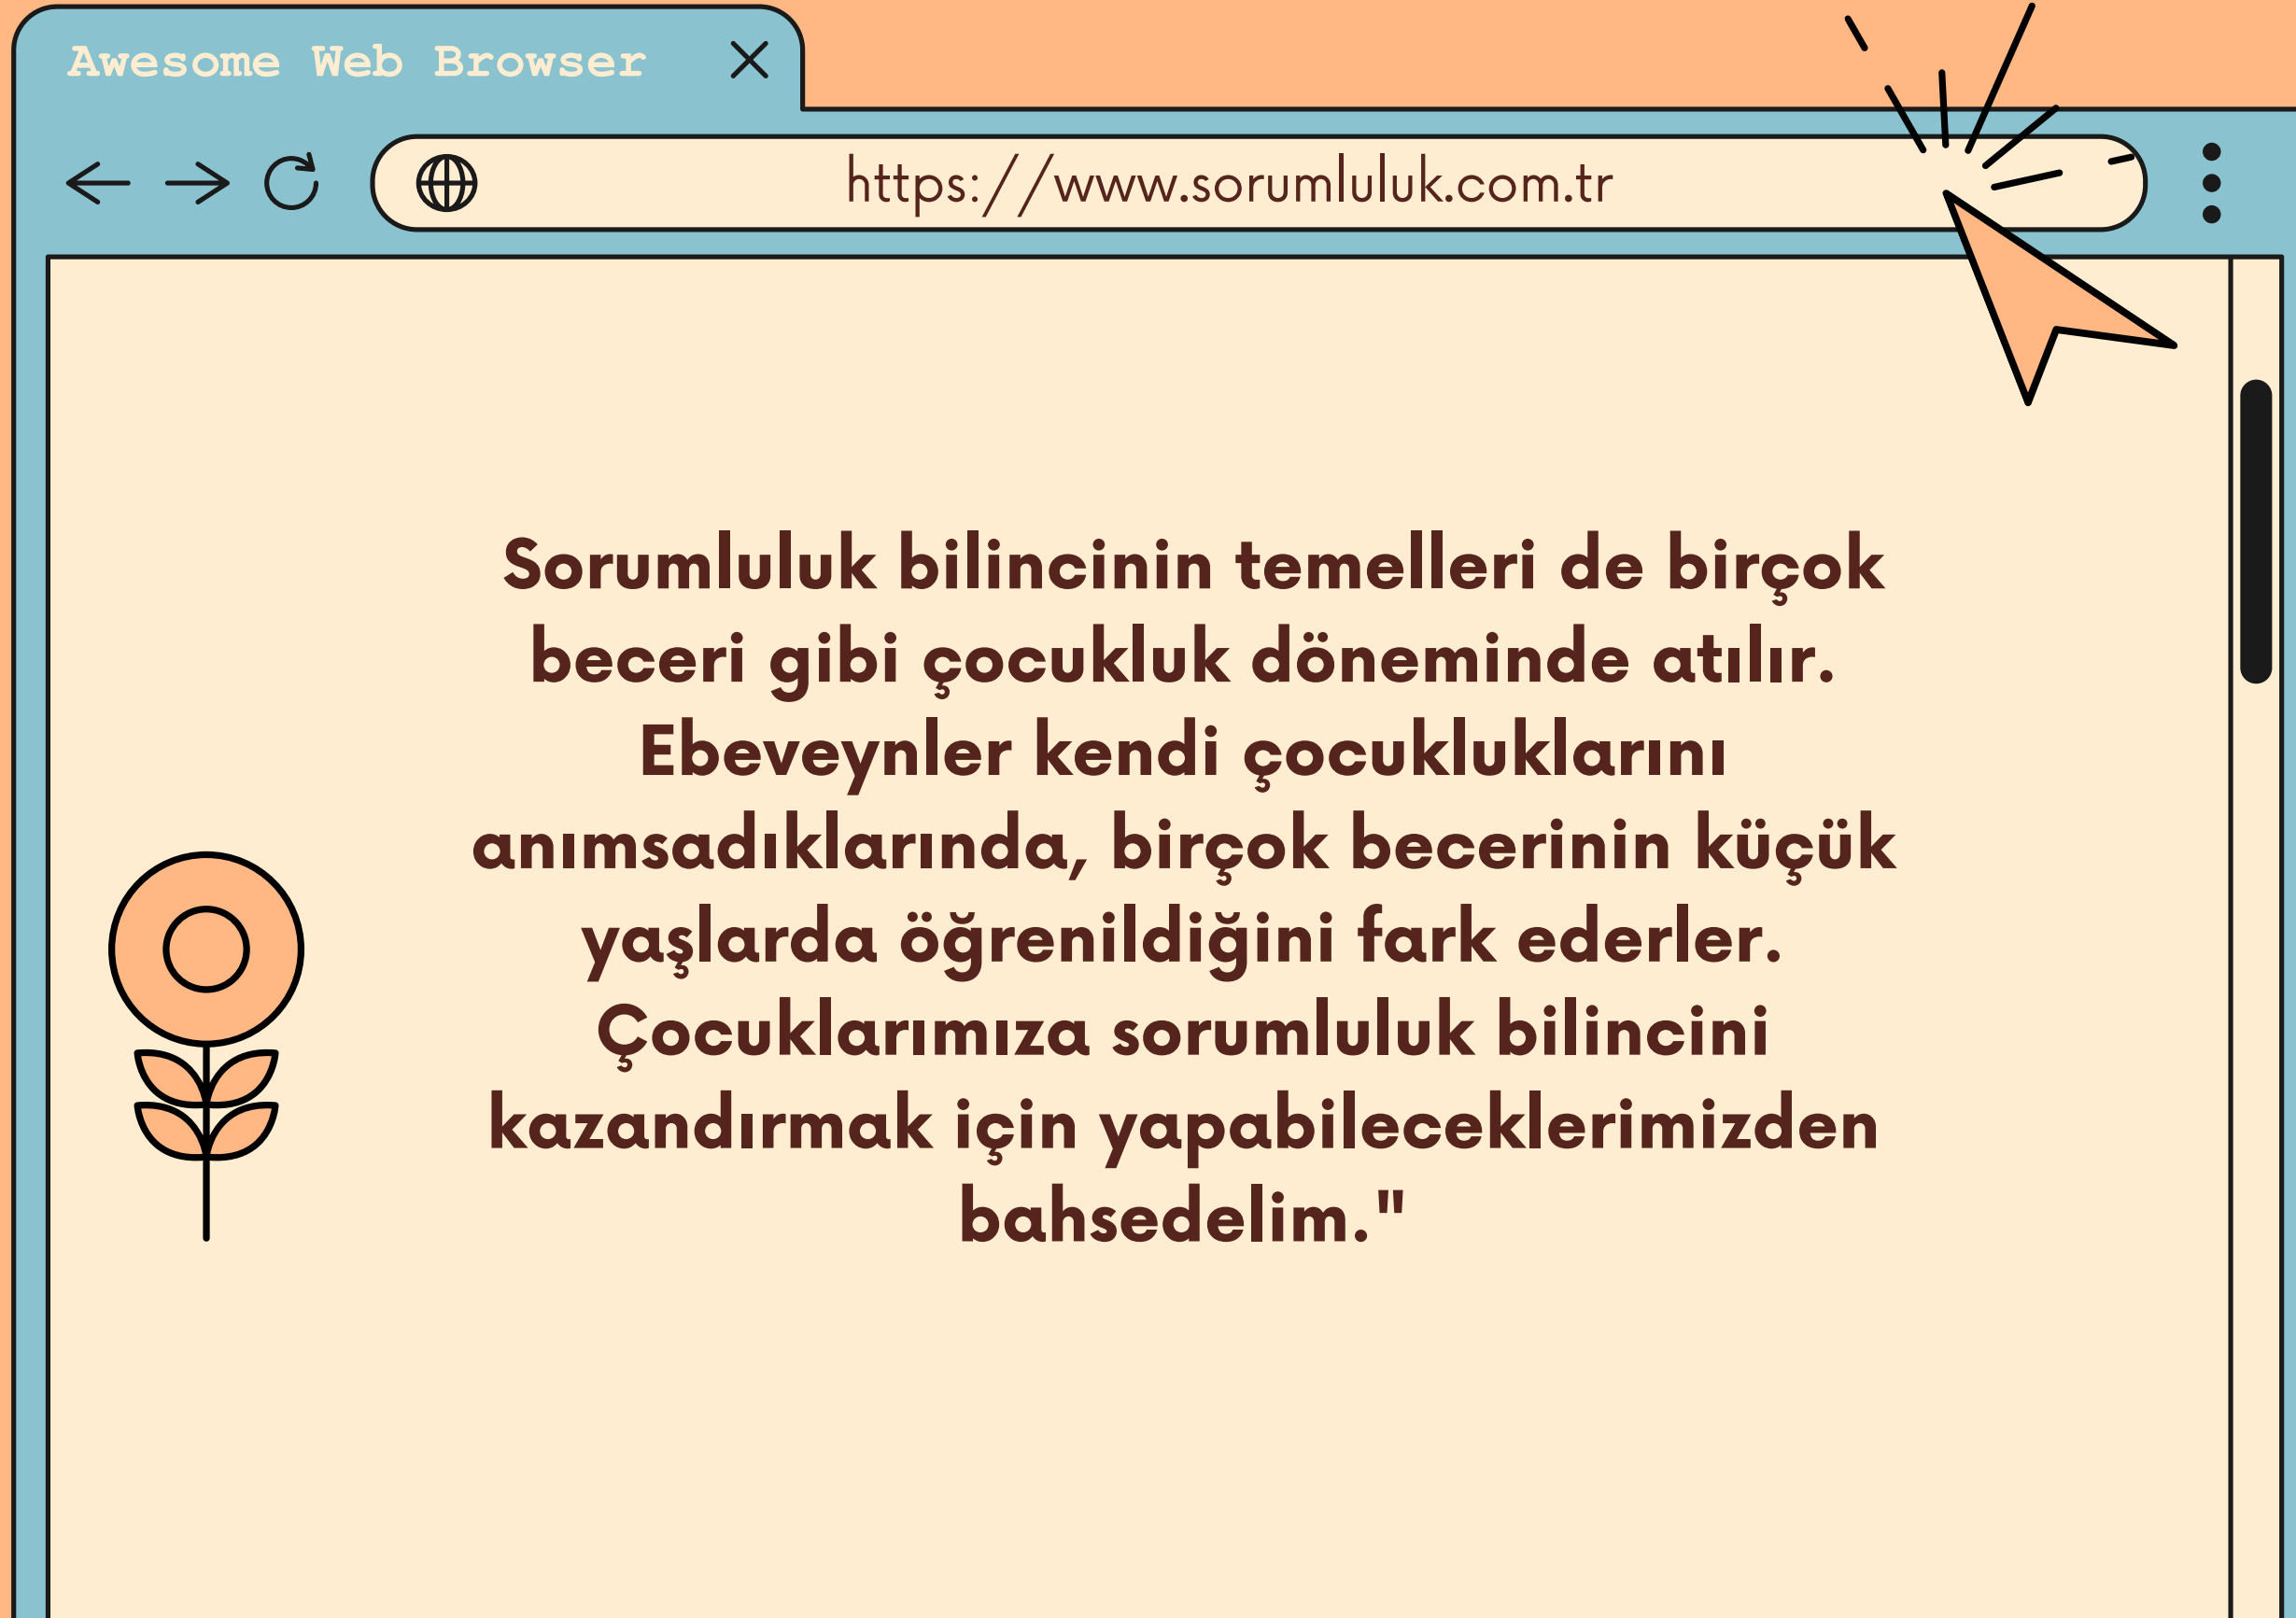 Awesome Web Browser
https://www.sorumluluk.com.tr
Sorumluluk bilincinin temelleri de birçok
beceri gibi çocukluk döneminde atılır.
Ebeveynler kendi çocukluklarını
anımsadıklarında, birçok becerinin küçük
yaşlarda öğrenildiğini fark ederler.
Çocuklarımıza sorumluluk bilincini
kazandırmak için yapabileceklerimizden
bahsedelim."